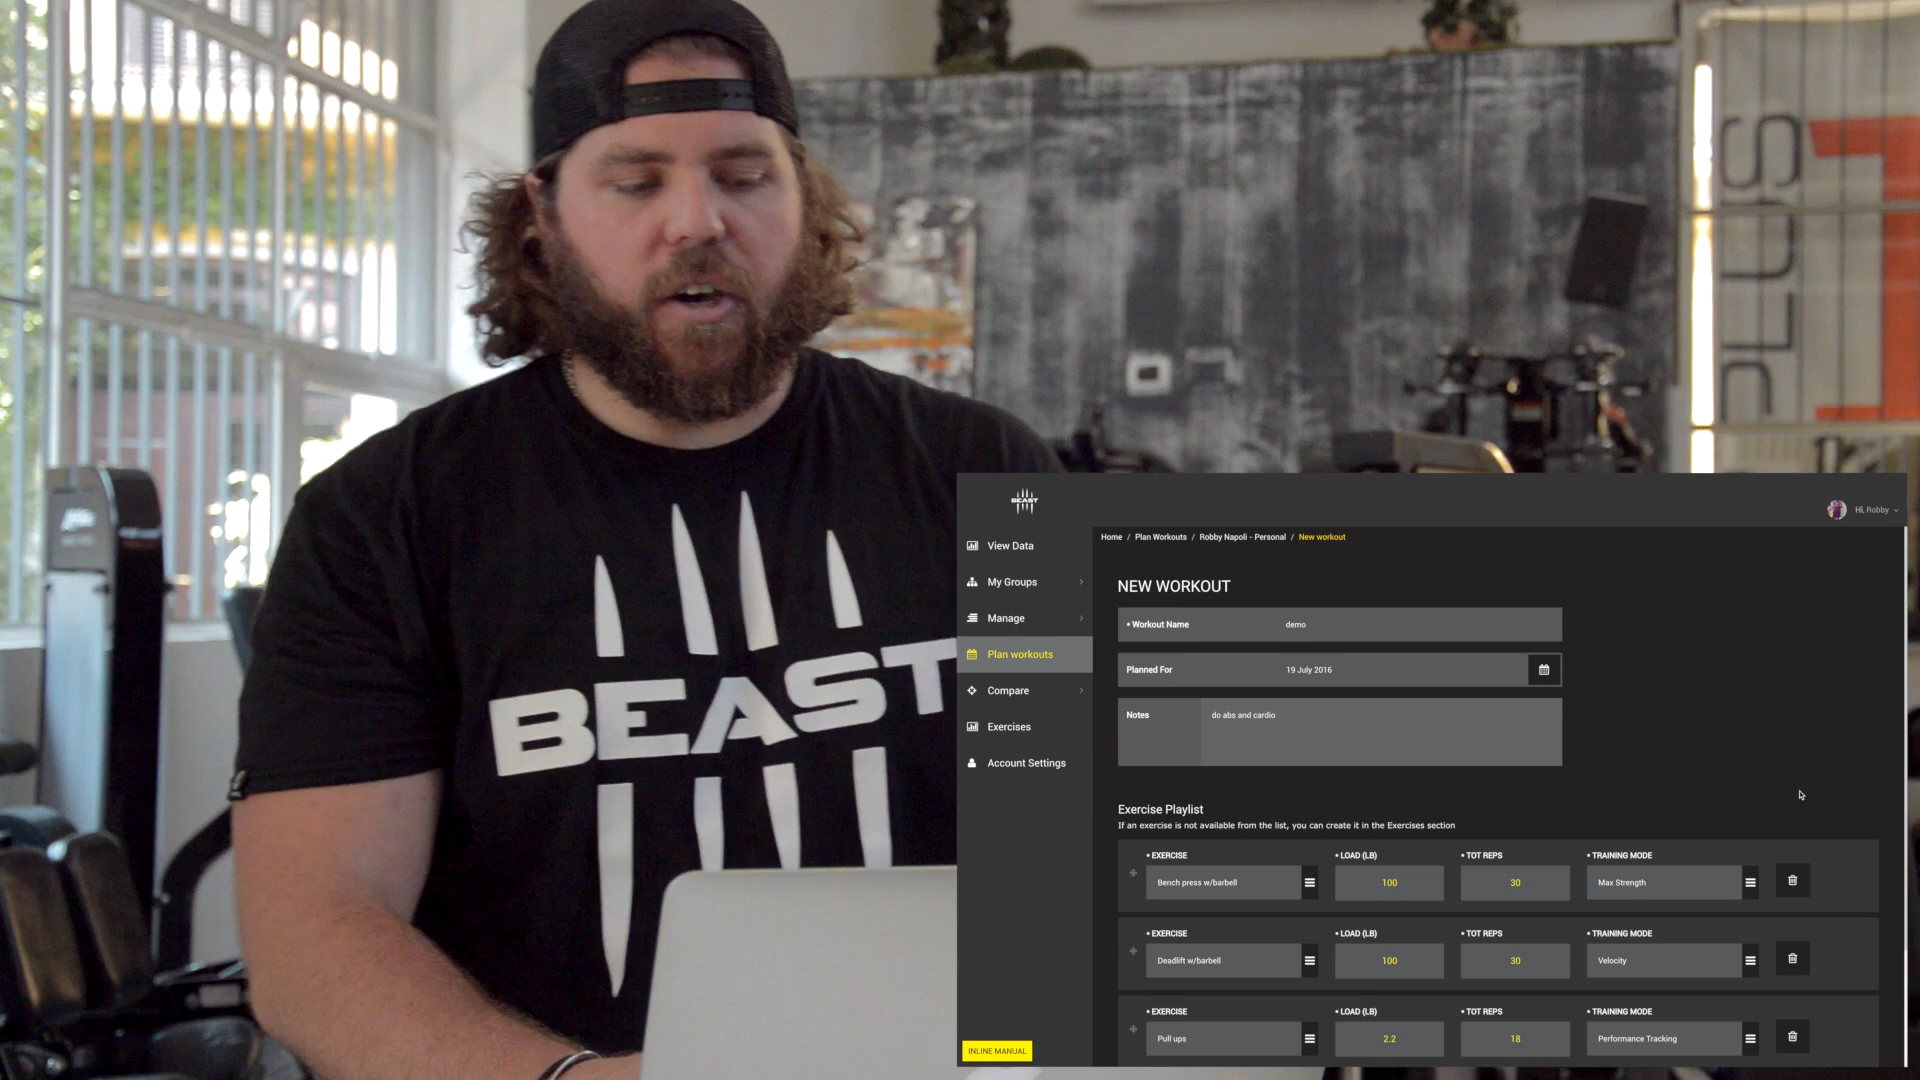 PLUS
1
BEAST
BEAST
Hi, Robby
View Data
My Groups
Manage
Plan workouts
Compare
Exercises
Account Settings
INLINE MANUAL
Home / Plan Workouts / Robby Napoli - Personal / New workout
NEW WORKOUT
* Workout Name demo
Planned For 19 July 2016
Notes do abs and cardio
Exercise Playlist
If an exercise is not available from the list, you can create it in the Exercises section
* EXERCISE * LOAD (LB) * TOT REPS * TRAINING MODE
Bench press w/barbell 100 30 Max Strength
* EXERCISE * LOAD (LB) * TOT REPS * TRAINING MODE
Deadlift w/barbell 100 30 Velocity
* EXERCISE * LOAD (LB) * TOT REPS * TRAINING MODE
Pull ups 2.2 18 Performance Tracking